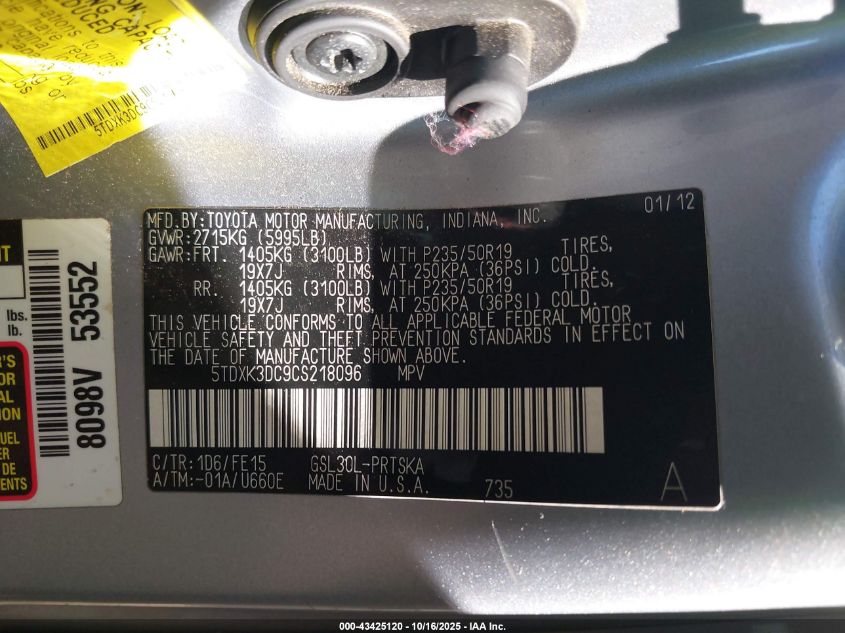 REDUCED
5TDXK3DC9C
MFD.BY:TOYOTA MOTOR MANUFACTURING, INDIANA, INC. 01/12
GVWR:2715KG (5995LB)
GAWR:FRT. 1405KG (3100LB) WITH P235/50R19 TIRES,
19X7J RIMS, AT 250KPA (36PSI) COLD.
RR. 1405KG (3100LB) WITH P235/50R19 TIRES,
19X7J RIMS, AT 250KPA (36PSI) COLD.
THIS VEHICLE CONFORMS TO ALL APPLICABLE FEDERAL MOTOR
VEHICLE SAFETY AND THEFT PREVENTION STANDARDS IN EFFECT ON
THE DATE OF MANUFACTURE SHOWN ABOVE.
5TDXK3DC9CS218096 MPV
C/TR:1D6/FE15 GSL30L-PRTSKA
A/TM:-01A/U660E MADE IN U.S.A. 735 A
lbs.
lb.
8098V 53552
000-43425120 - 10/16/2025 - IAA Inc.